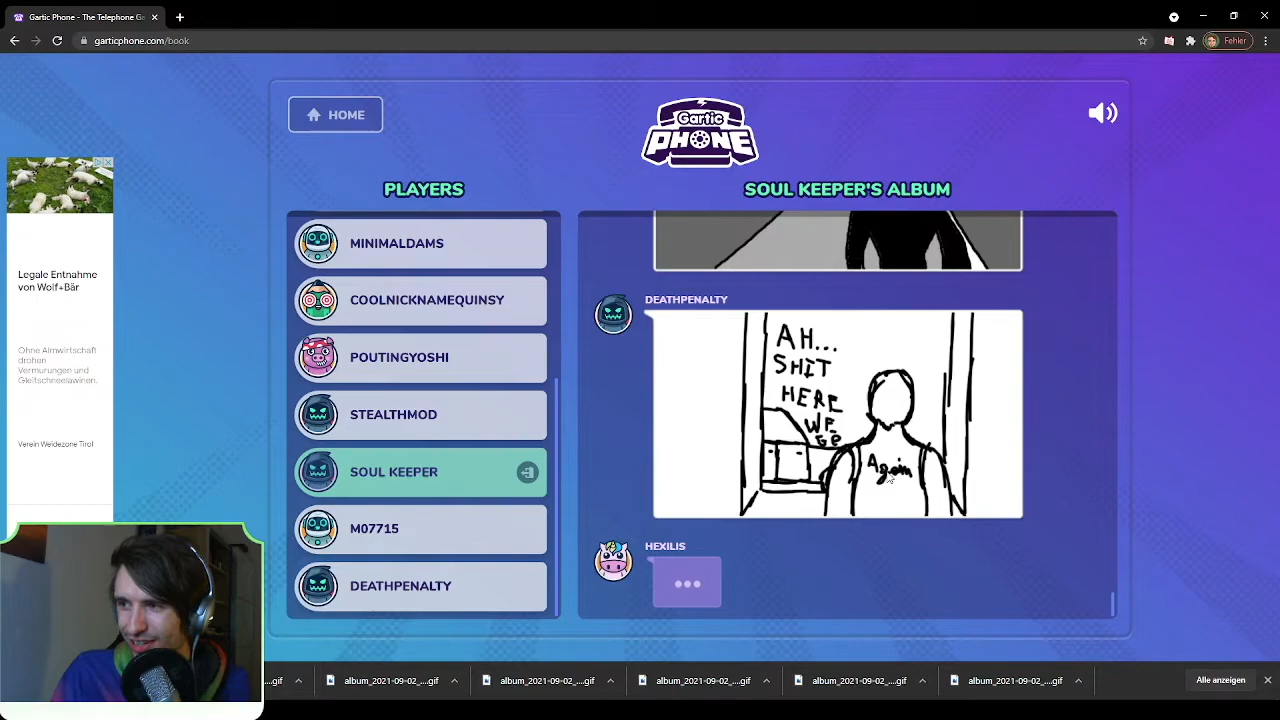 Gartic Phone - The Telephone Ga
garticphone.com/book
Fehler
HOME
Gartic
PHONE
PLAYERS
SOUL KEEPER'S ALBUM
MINIMALDAMS
COOLNICKNAMEQUINSY
POUTINGYOSHI
STEALTHMOD
SOUL KEEPER
M07715
DEATHPENALTY
DEATHPENALTY
AH...
SHIT
HERE
WE
GO
Again
HEXILIS
Legale Entnahme
von Wolf+Bär
Ohne Almwirtschaft
drohen
Vermurungen und
Gleitschneelawinen.
Verein Weidezone Tirol
....gif
album_2021-09-02_....gif
album_2021-09-02_....gif
album_2021-09-02_....gif
album_2021-09-02_....gif
album_2021-09-02_....gif
Alle anzeigen